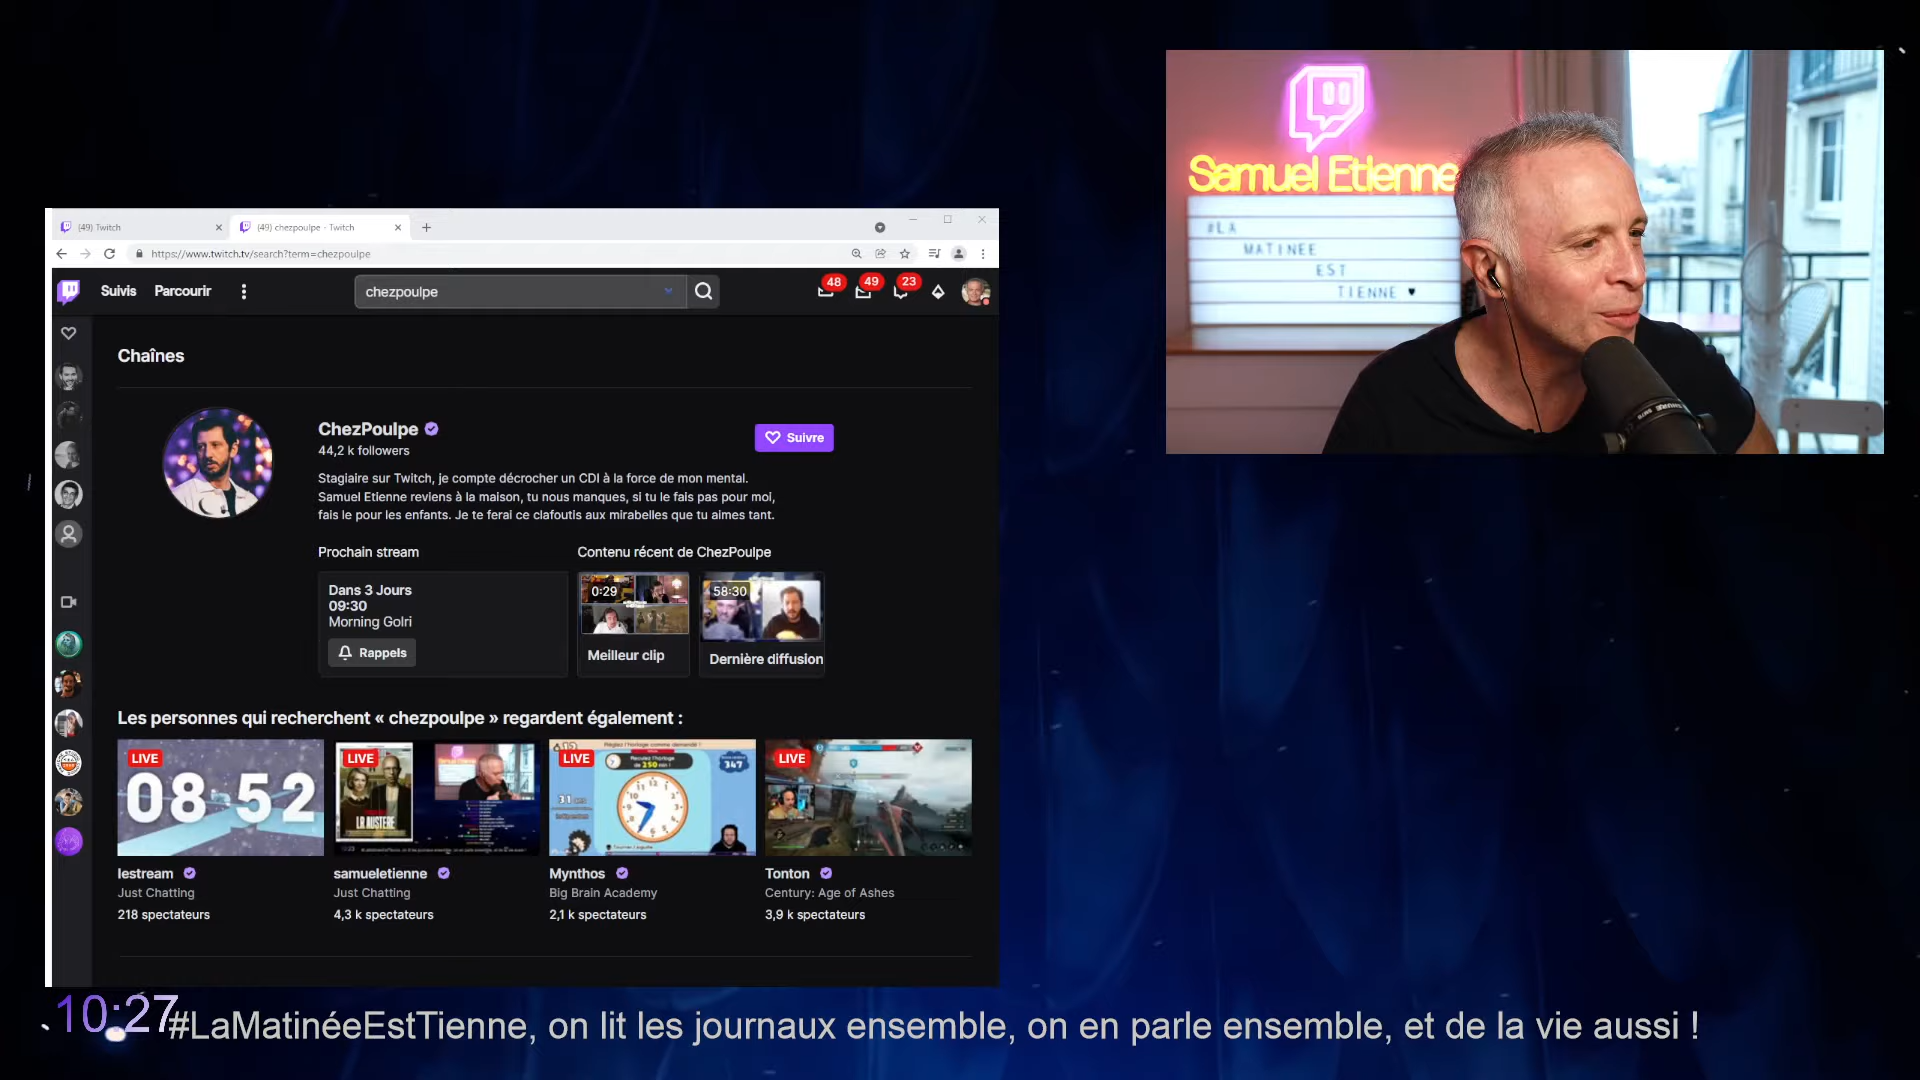 (49) Twitch
(49) chezpoulpe - Twitch
https://www.twitch.tv/search?term=chezpoulpe
Suivis
Parcourir
chezpoulpe
48
49
23
Chaînes
ChezPoulpe
44,2 k followers
Suivre
Stagiaire sur Twitch, je compte décrocher un CDI à la force de mon mental.
Samuel Etienne reviens à la maison, tu nous manques, si tu le fais pas pour moi,
fais le pour les enfants. Je te ferai ce clafoutis aux mirabelles que tu aimes tant.
Prochain stream
Contenu récent de ChezPoulpe
Dans 3 Jours
09:30
Morning Golri
Rappels
0:29
Meilleur clip
58:30
Dernière diffusion
Les personnes qui recherchent « chezpoulpe » regardent également :
LIVE
08:52
LIVE
LIVE
Recules l'horloge
de 250 min !
347
31 ans
LIVE
lestream
Just Chatting
218 spectateurs
samueletienne
Just Chatting
4,3 k spectateurs
Mynthos
Big Brain Academy
2,1 k spectateurs
Tonton
Century: Age of Ashes
3,9 k spectateurs
Samuel Etienne
#LA
MATINEE
EST
TIENNE ♥
10:27
#LaMatinéeEstTienne, on lit les journaux ensemble, on en parle ensemble, et de la vie aussi !